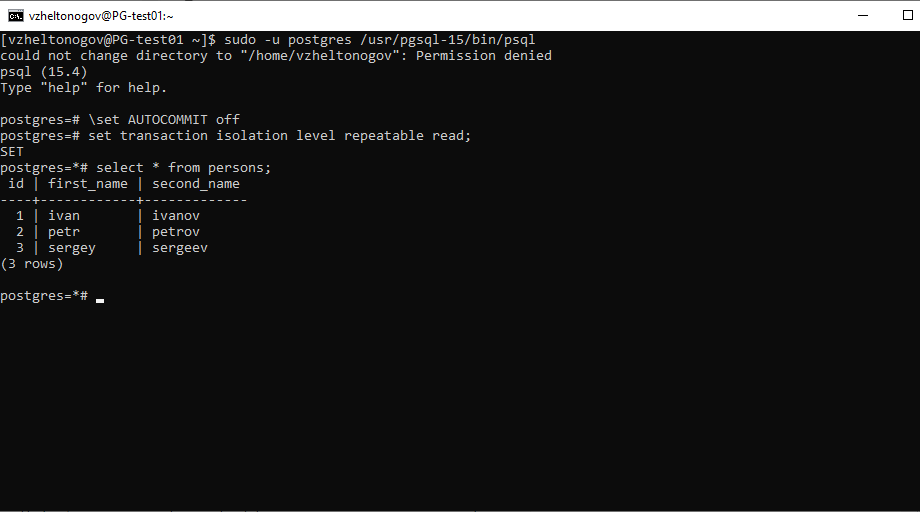 vzheltonogov@PG-test01:~
[vzheltonogov@PG-test01 ~]$ sudo -u postgres /usr/pgsql-15/bin/psql
could not change directory to "/home/vzheltonogov": Permission denied
psql (15.4)
Type "help" for help.
postgres=# \set AUTOCOMMIT off
postgres=# set transaction isolation level repeatable read;
SET
postgres=*# select * from persons;
 id | first_name | second_name
----+------------+-------------
  1 | ivan       | ivanov
  2 | petr       | petrov
  3 | sergey     | sergeev
(3 rows)
postgres=*#